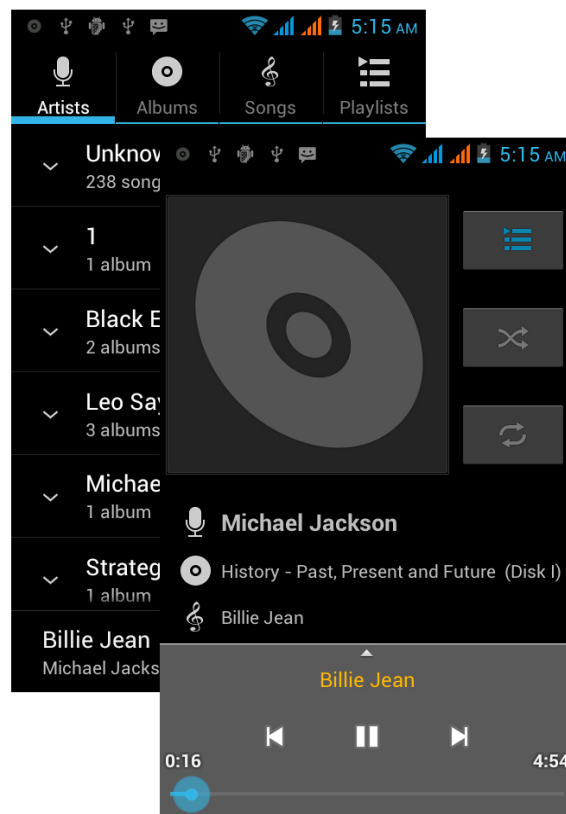 5:15 AM
Artists
Albums
Songs
Playlists
238
1
1 album
2 albums
Leo
3 albums
1 album
1 album
Billie Jean
Michael
5:15 AM
Michael Jackson
History - Past, Present and Future (Disk I)
Billie Jean
Billie Jean
0:16
4:54